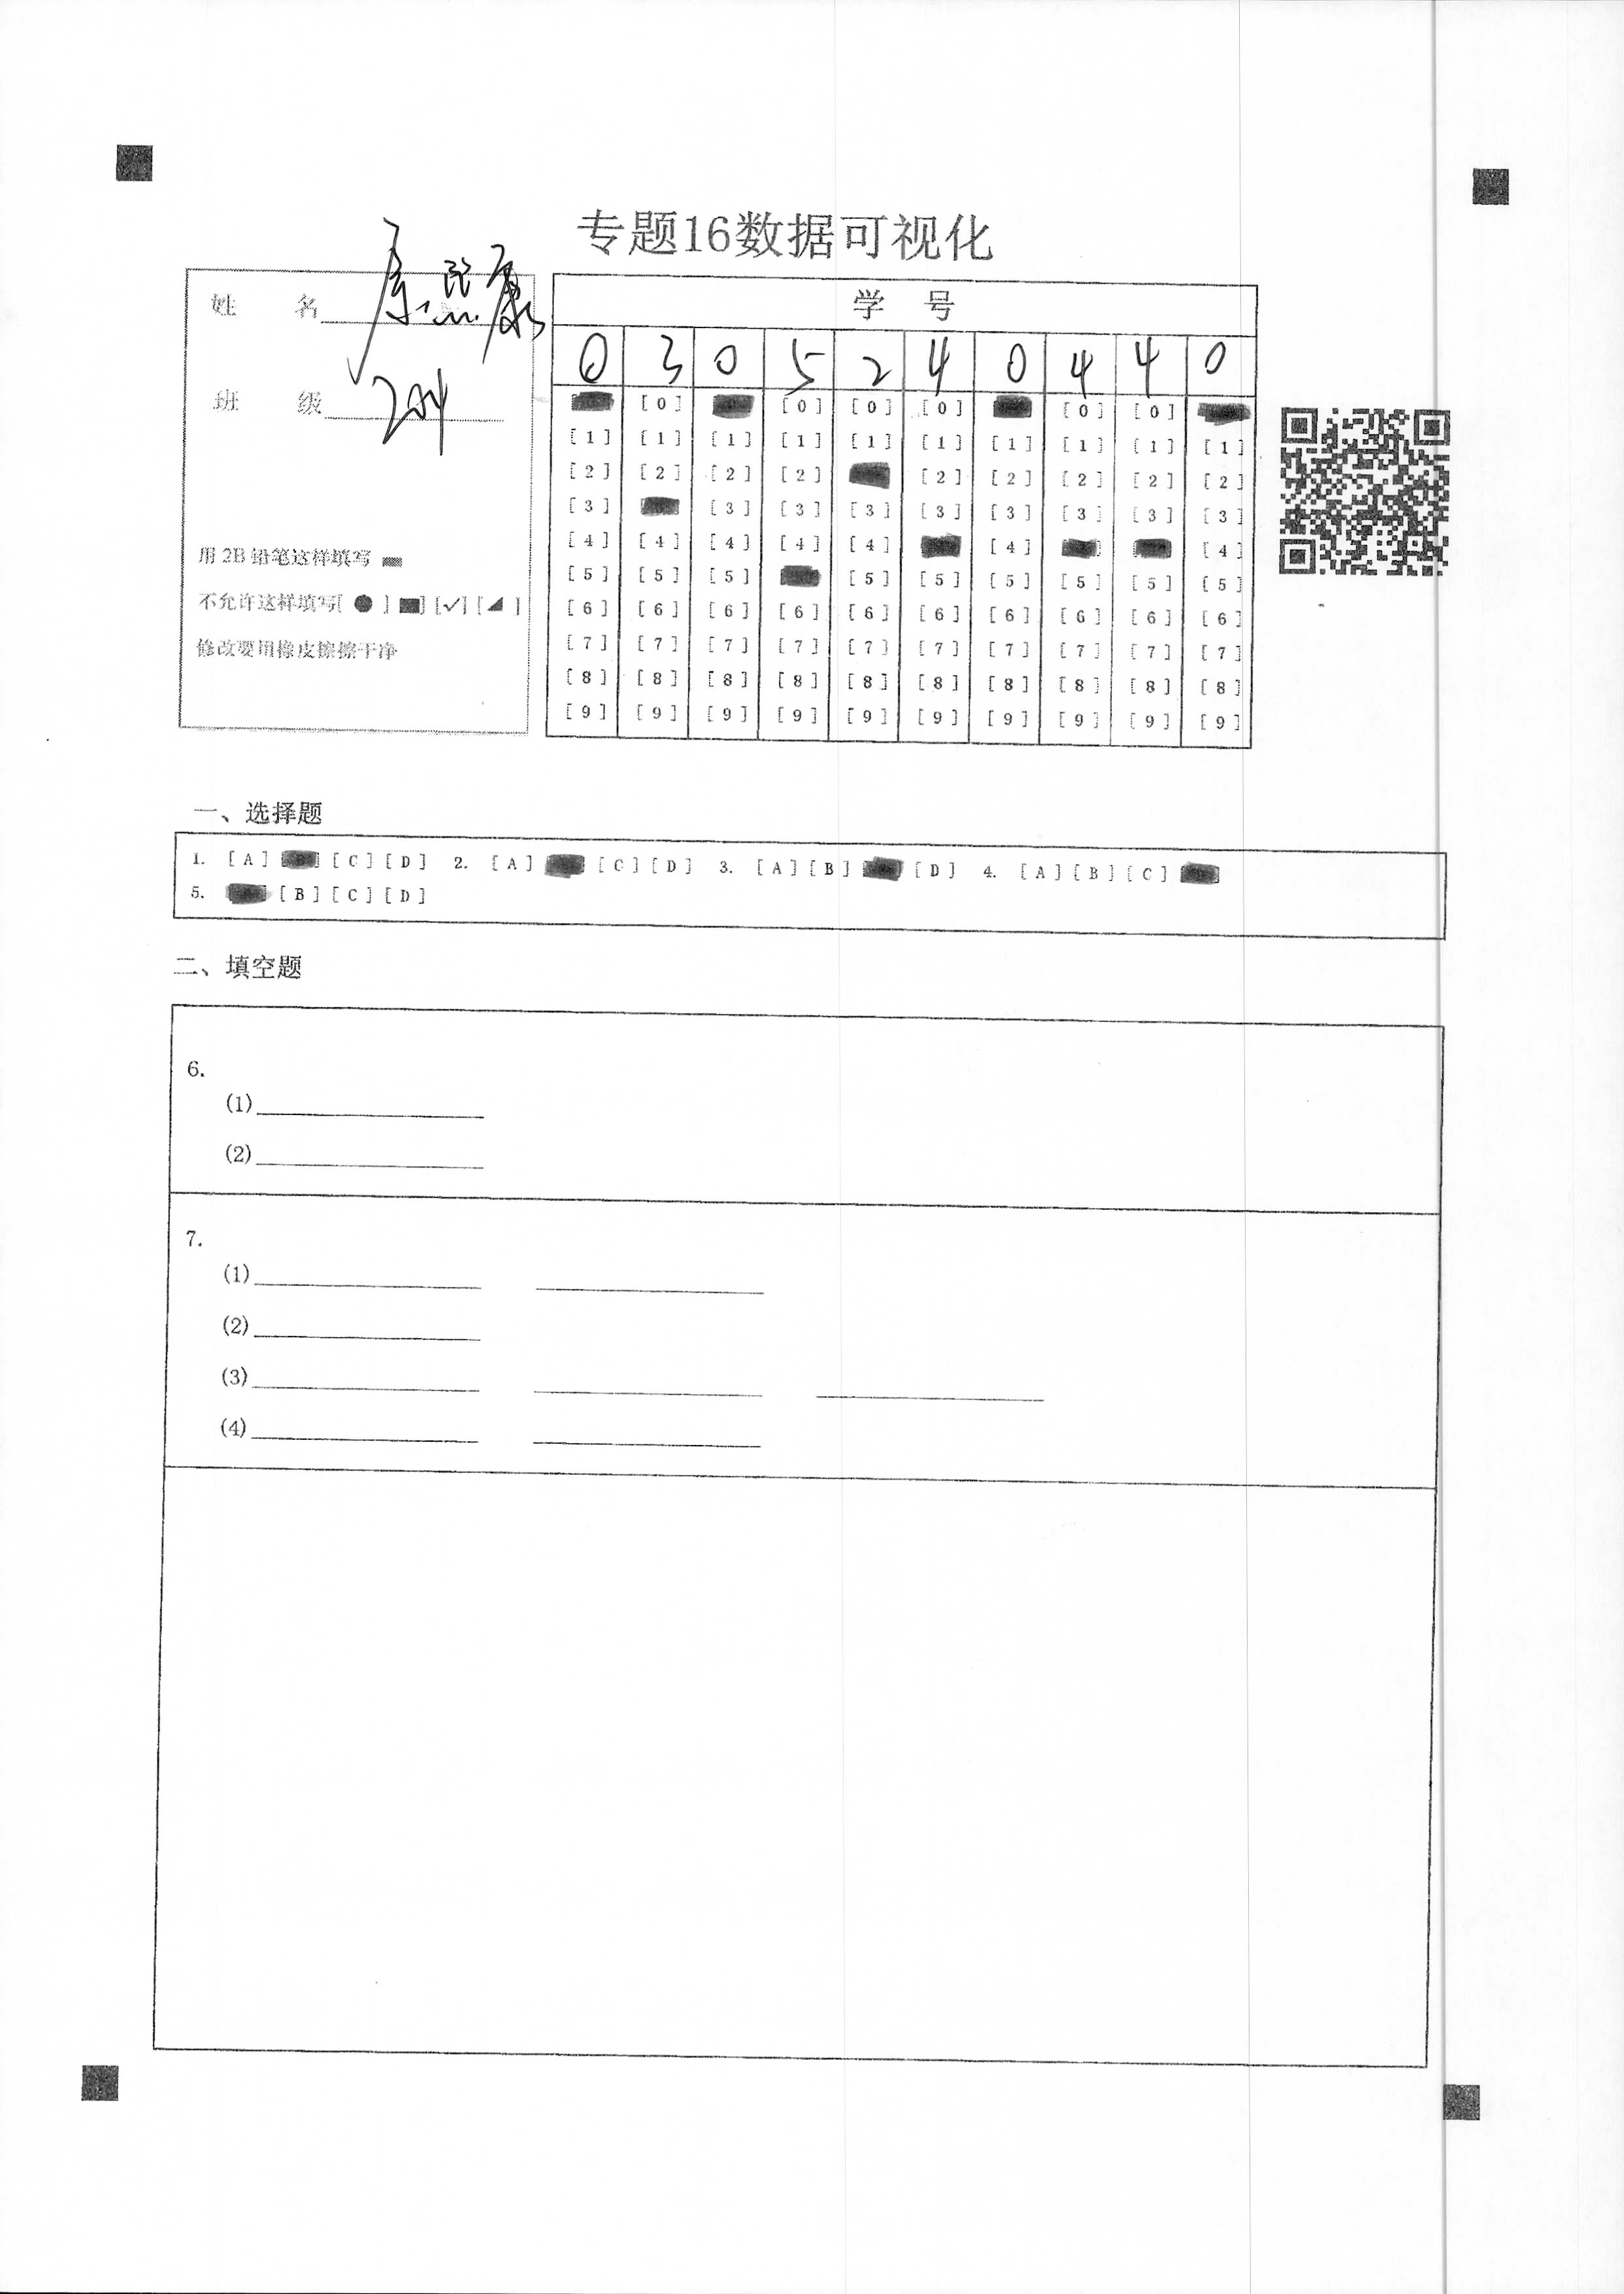 专题16数据可视化
姓 名
班 级 204
用 2B 铅笔这样填写
不允许这样填写[ ● ] [■] [✓] [◢ ]
修改要用橡皮擦擦干净
学 号
0 3 0 5 2 4 0 4 4 0
[0] [0] [0] [0] [0] [0]
[1] [1] [1] [1] [1] [1] [1] [1] [1] [1]
[2] [2] [2] [2] [2] [2] [2] [2] [2]
[3] [3] [3] [3] [3] [3] [3] [3] [3]
[4] [4] [4] [4] [4] [4] [4]
[5] [5] [5] [5] [5] [5] [5] [5] [5]
[6] [6] [6] [6] [6] [6] [6] [6] [6] [6]
[7] [7] [7] [7] [7] [7] [7] [7] [7] [7]
[8] [8] [8] [8] [8] [8] [8] [8] [8] [8]
[9] [9] [9] [9] [9] [9] [9] [9] [9] [9]
一、选择题
1. [A] [C] [D] 2. [A] [C] [D] 3. [A] [B] [D] 4. [A] [B] [C]
5. [B] [C] [D]
二、填空题
6.
(1)
(2)
7.
(1)
(2)
(3)
(4)